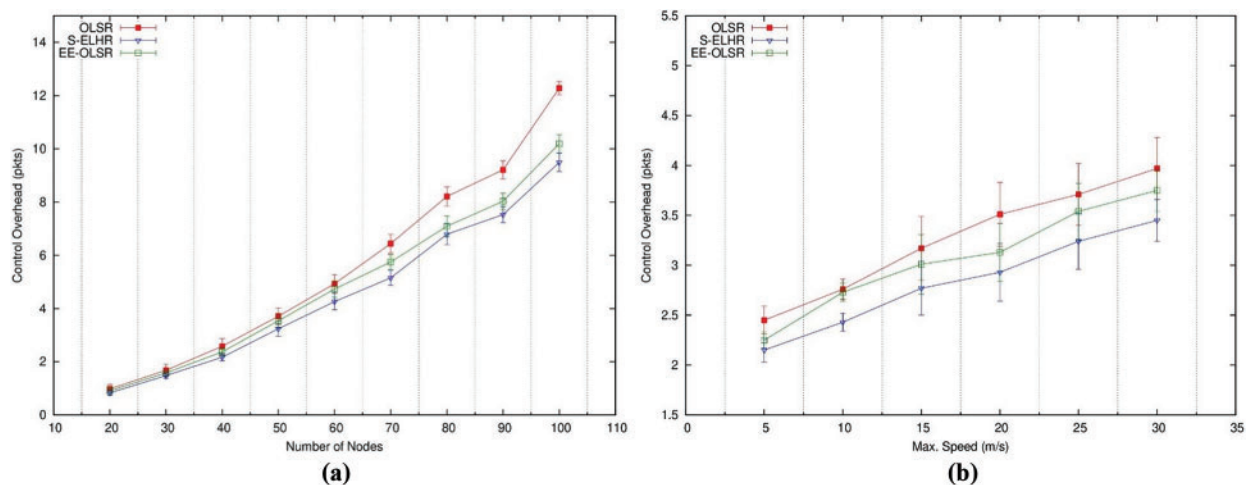 OLSR
S-ELHR
EE-OLSR
Control Overhead (pkts)
14
12
10
8
6
4
2
0
10 20 30 40 50 60 70 80 90 100 110
Number of Nodes
(a)
OLSR
S-ELHR
EE-OLSR
Control Overhead (pkts)
5.5
5
4.5
4
3.5
3
2.5
2
1.5
0 5 10 15 20 25 30 35
Max. Speed (m/s)
(b)